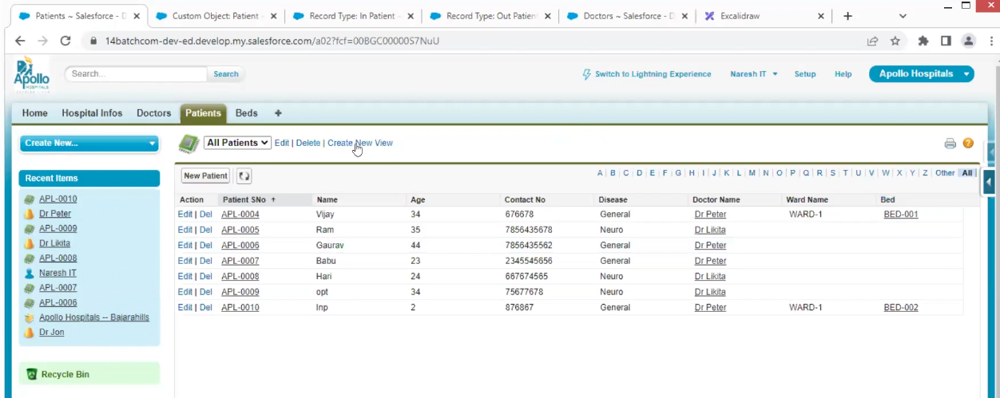 Patients ~ Salesforce - D
Custom Object: Patient -
Record Type: In Patient -
Record Type: Out Patien
Doctors ~ Salesforce - D
Excalidraw
14batchcom-dev-ed.develop.my.salesforce.com/a02?fcf=00BGC00000S7NuU
Apollo
HOSPITALS
Search...
Search
Switch to Lightning Experience
Naresh IT
Setup
Help
Apollo Hospitals
Home
Hospital Infos
Doctors
Patients
Beds
Create New...
All Patients
Edit | Delete | Create New View
Recent Items
APL-0010
Dr Peter
APL-0009
Dr Likita
APL-0008
Naresh IT
APL-0007
APL-0006
Apollo Hospitals -- Bajarahills
Dr Jon
Recycle Bin
New Patient
A | B | C | D | E | F | G | H | I | J | K | L | M | N | O | P | Q | R | S | T | U | V | W | X | Y | Z | Other | All
Action Patient SNo Name Age Contact No Disease Doctor Name Ward Name Bed
Edit | Del APL-0004 Vijay 34 676678 General Dr Peter WARD-1 BED-001
Edit | Del APL-0005 Ram 35 7856435678 Neuro Dr Likita
Edit | Del APL-0006 Gaurav 44 7856435562 General Dr Peter
Edit | Del APL-0007 Babu 23 2345545656 General Dr Peter
Edit | Del APL-0008 Hari 24 667674565 Neuro Dr Likita
Edit | Del APL-0009 opt 34 75677678 Neuro Dr Likita
Edit | Del APL-0010 Inp 2 876867 General Dr Peter WARD-1 BED-002